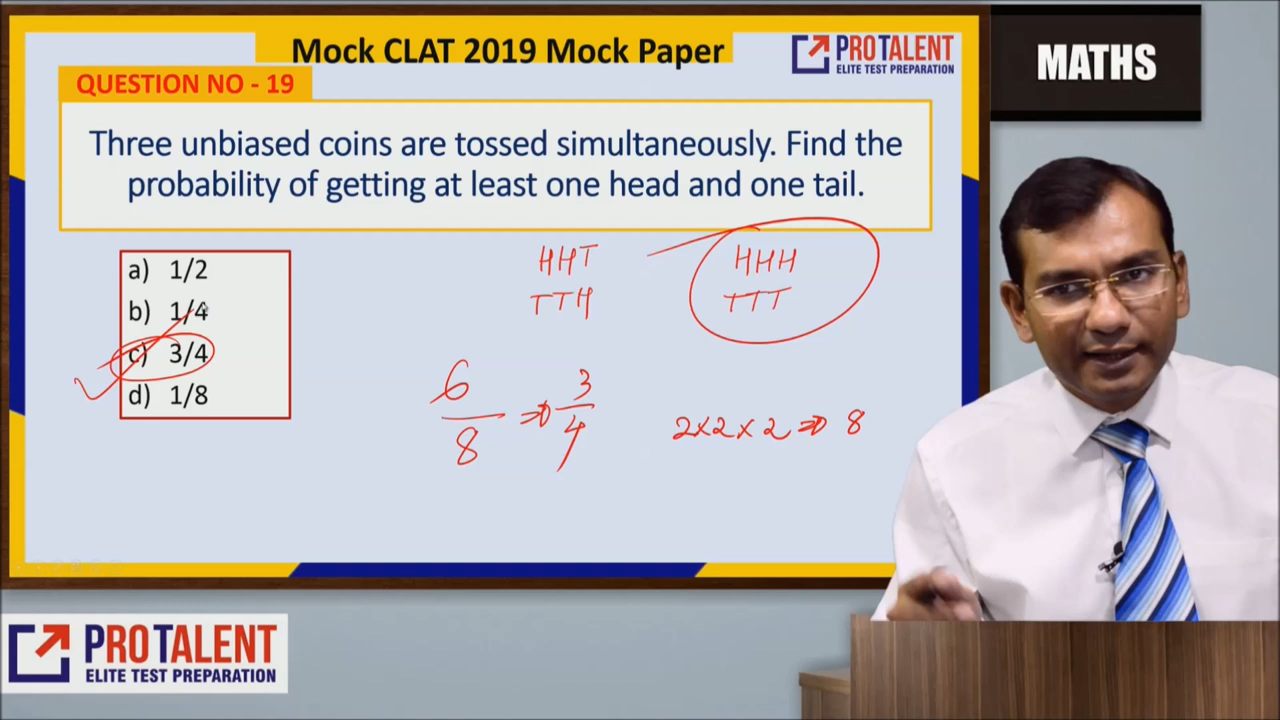 Mock CLAT 2019 Mock Paper
PROTALENT
ELITE TEST PREPARATION
MATHS
QUESTION NO - 19
Three unbiased coins are tossed simultaneously. Find the
probability of getting at least one head and one tail.
a) 1/2
b) 1/4
c) 3/4
d) 1/8
HHT
TTH
HHH
TTT
6/8 ⇒ 3/4
2×2×2 ⇒ 8
PROTALENT
ELITE TEST PREPARATION